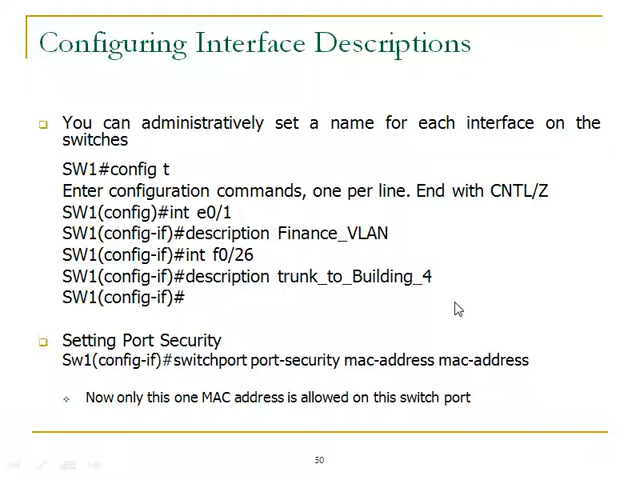 Configuring Interface Descriptions
You can administratively set a name for each interface on the
switches
SW1#config t
Enter configuration commands, one per line. End with CNTL/Z
SW1(config)#int e0/1
SW1(config-if)#description Finance_VLAN
SW1(config-if)#int f0/26
SW1(config-if)#description trunk_to_Building_4
SW1(config-if)#
Setting Port Security
Sw1(config-if)#switchport port-security mac-address mac-address
Now only this one MAC address is allowed on this switch port
50